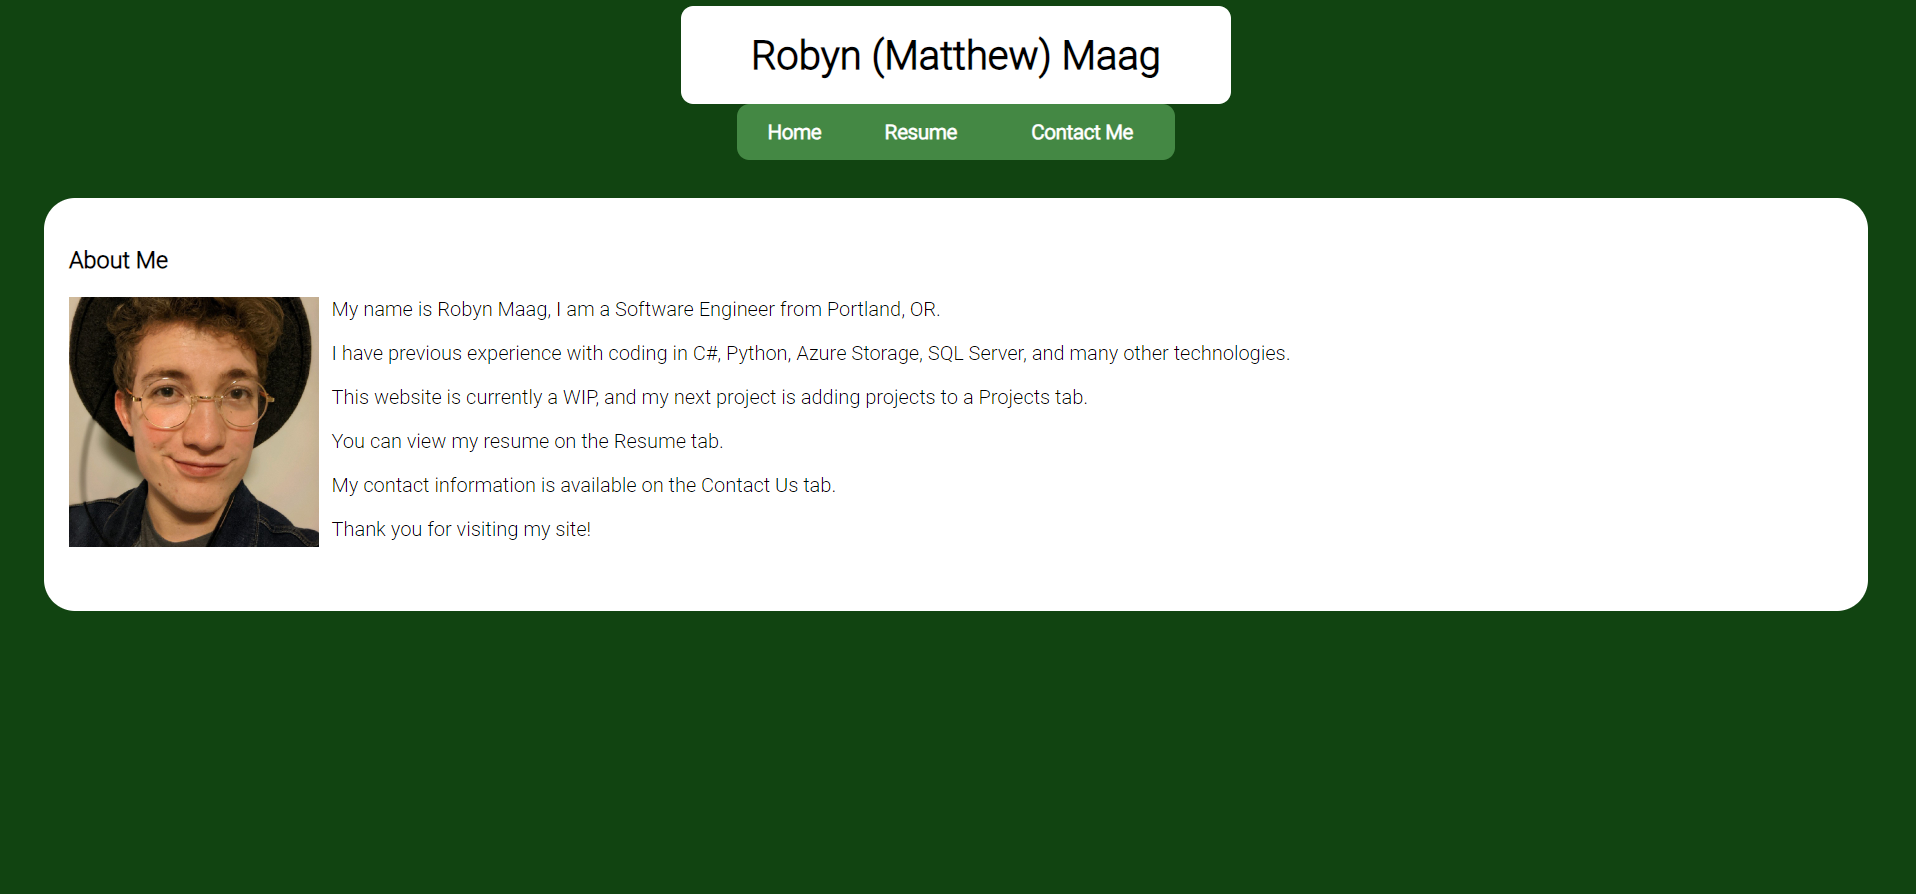 Robyn (Matthew) Maag
Home Resume Contact Me
About Me
My name is Robyn Maag, I am a Software Engineer from Portland, OR.
I have previous experience with coding in C#, Python, Azure Storage, SQL Server, and many other technologies.
This website is currently a WIP, and my next project is adding projects to a Projects tab.
You can view my resume on the Resume tab.
My contact information is available on the Contact Us tab.
Thank you for visiting my site!